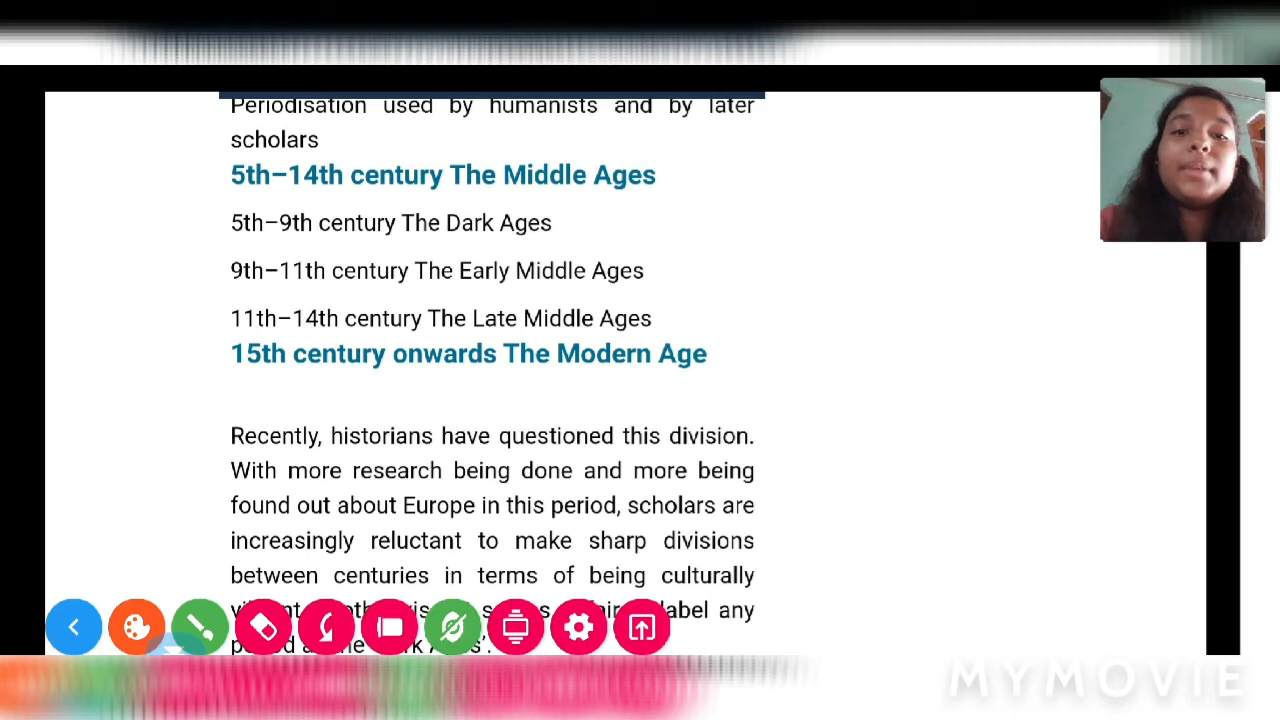 Periodisation used by humanists and by later
scholars
5th–14th century The Middle Ages
5th–9th century The Dark Ages
9th–11th century The Early Middle Ages
11th–14th century The Late Middle Ages
15th century onwards The Modern Age
Recently, historians have questioned this division.
With more research being done and more being
found out about Europe in this period, scholars are
increasingly reluctant to make sharp divisions
between centuries in terms of being culturally
label any
MYMOVIE